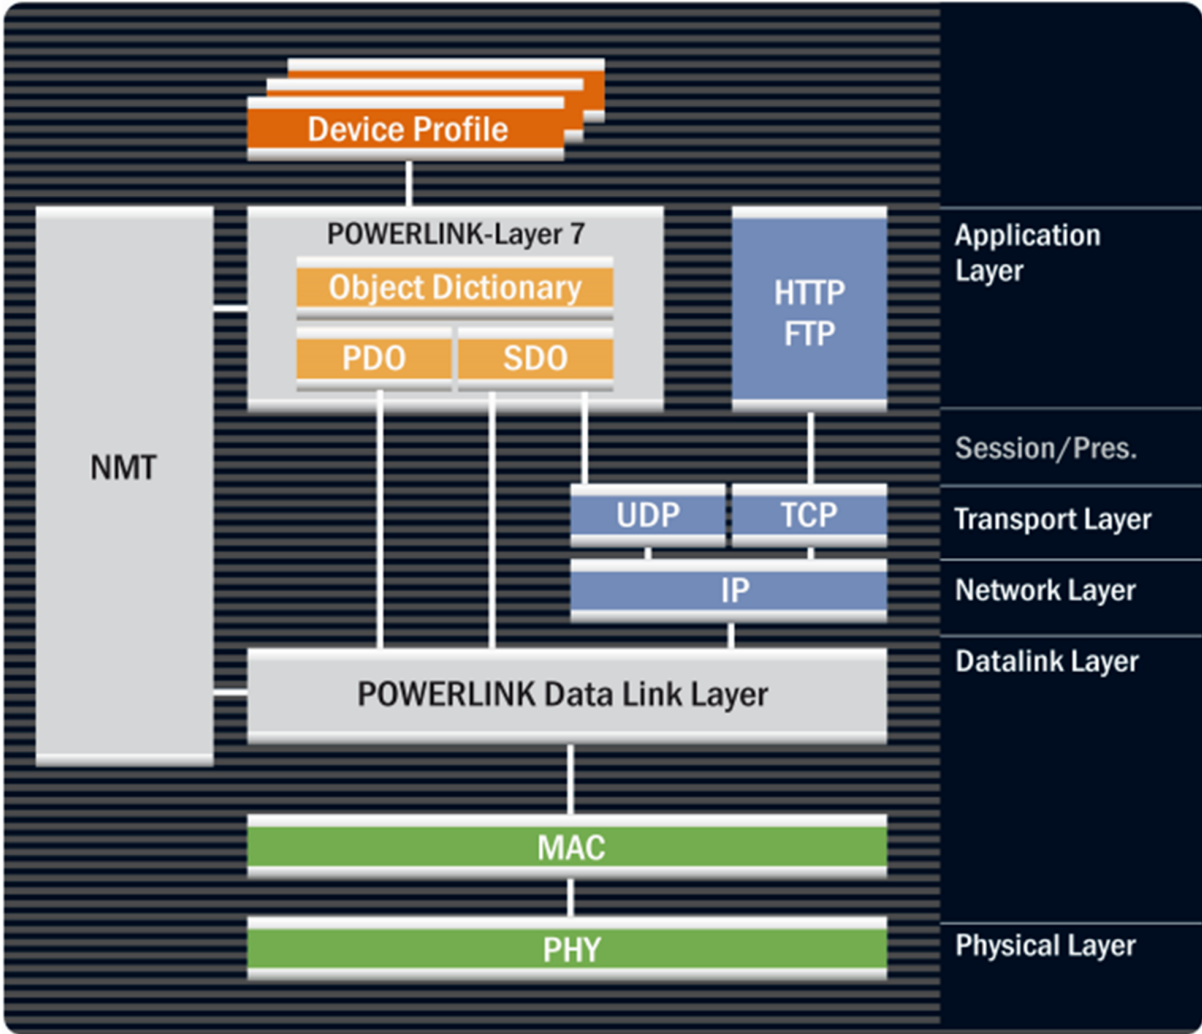 Device Profile
POWERLINK-Layer 7
Object Dictionary
PDO
SDO
HTTP
FTP
NMT
UDP
TCP
IP
POWERLINK Data Link Layer
MAC
PHY
Application
Layer
Session/Pres.
Transport Layer
Network Layer
Datalink Layer
Physical Layer